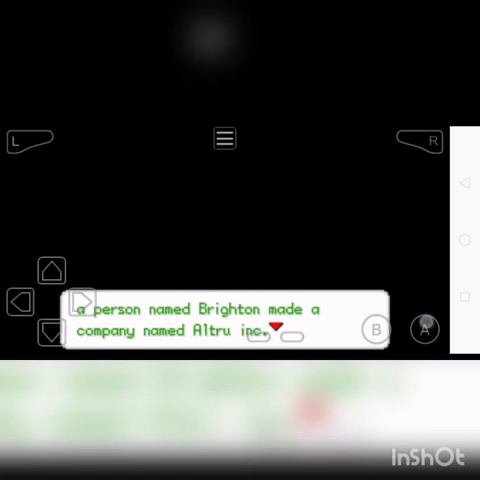 L
R
a person named Brighton made a
company named Altru inc.
B
A
InShOt